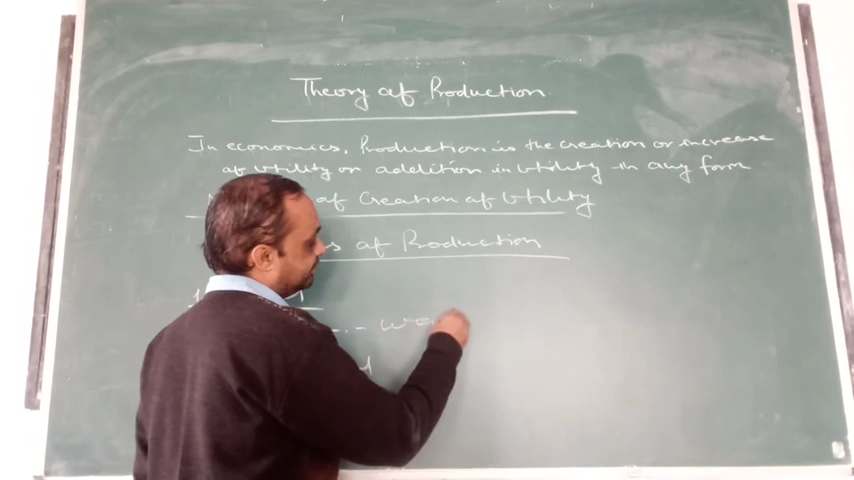 Theory of Production
In economics, Production is the creation or increase
of utility or addition in utility in any form
of Creation of Utility
of Production